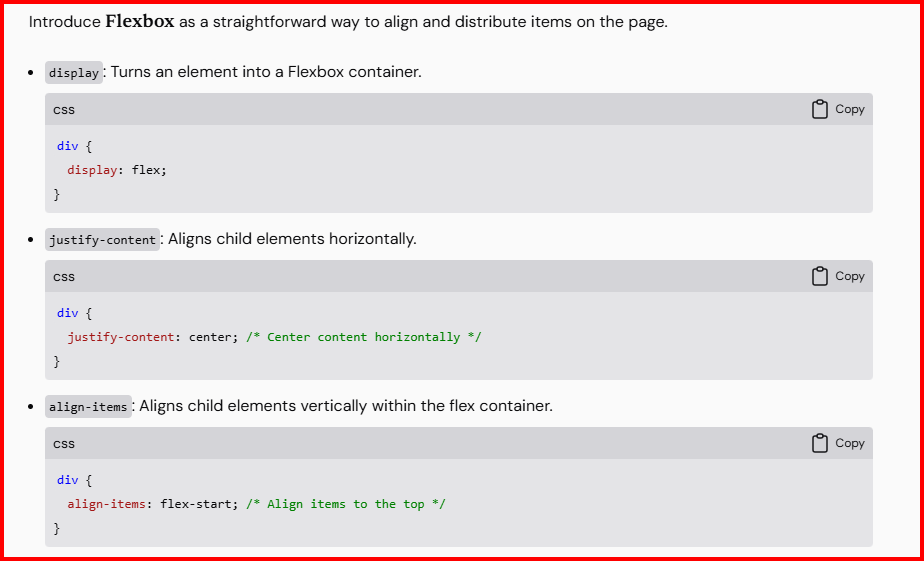 Introduce Flexbox as a straightforward way to align and distribute items on the page.
display: Turns an element into a Flexbox container.
css Copy
div {
display: flex;
}
justify-content: Aligns child elements horizontally.
css Copy
div {
justify-content: center; /* Center content horizontally */
}
align-items: Aligns child elements vertically within the flex container.
css Copy
div {
align-items: flex-start; /* Align items to the top */
}